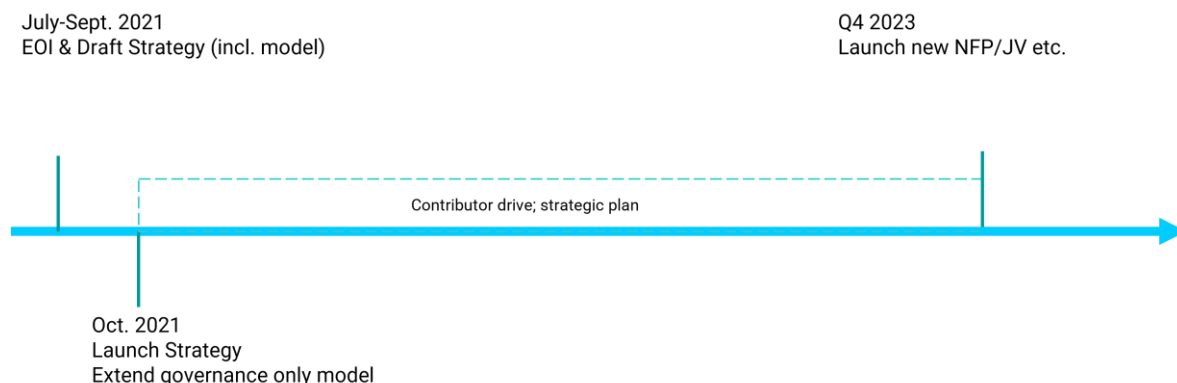 July-Sept. 2021
EOI & Draft Strategy (incl. model)
Q4 2023
Launch new NFP/JV etc.
Contributor drive; strategic plan
Oct. 2021
Launch Strategy
Extend governance only model